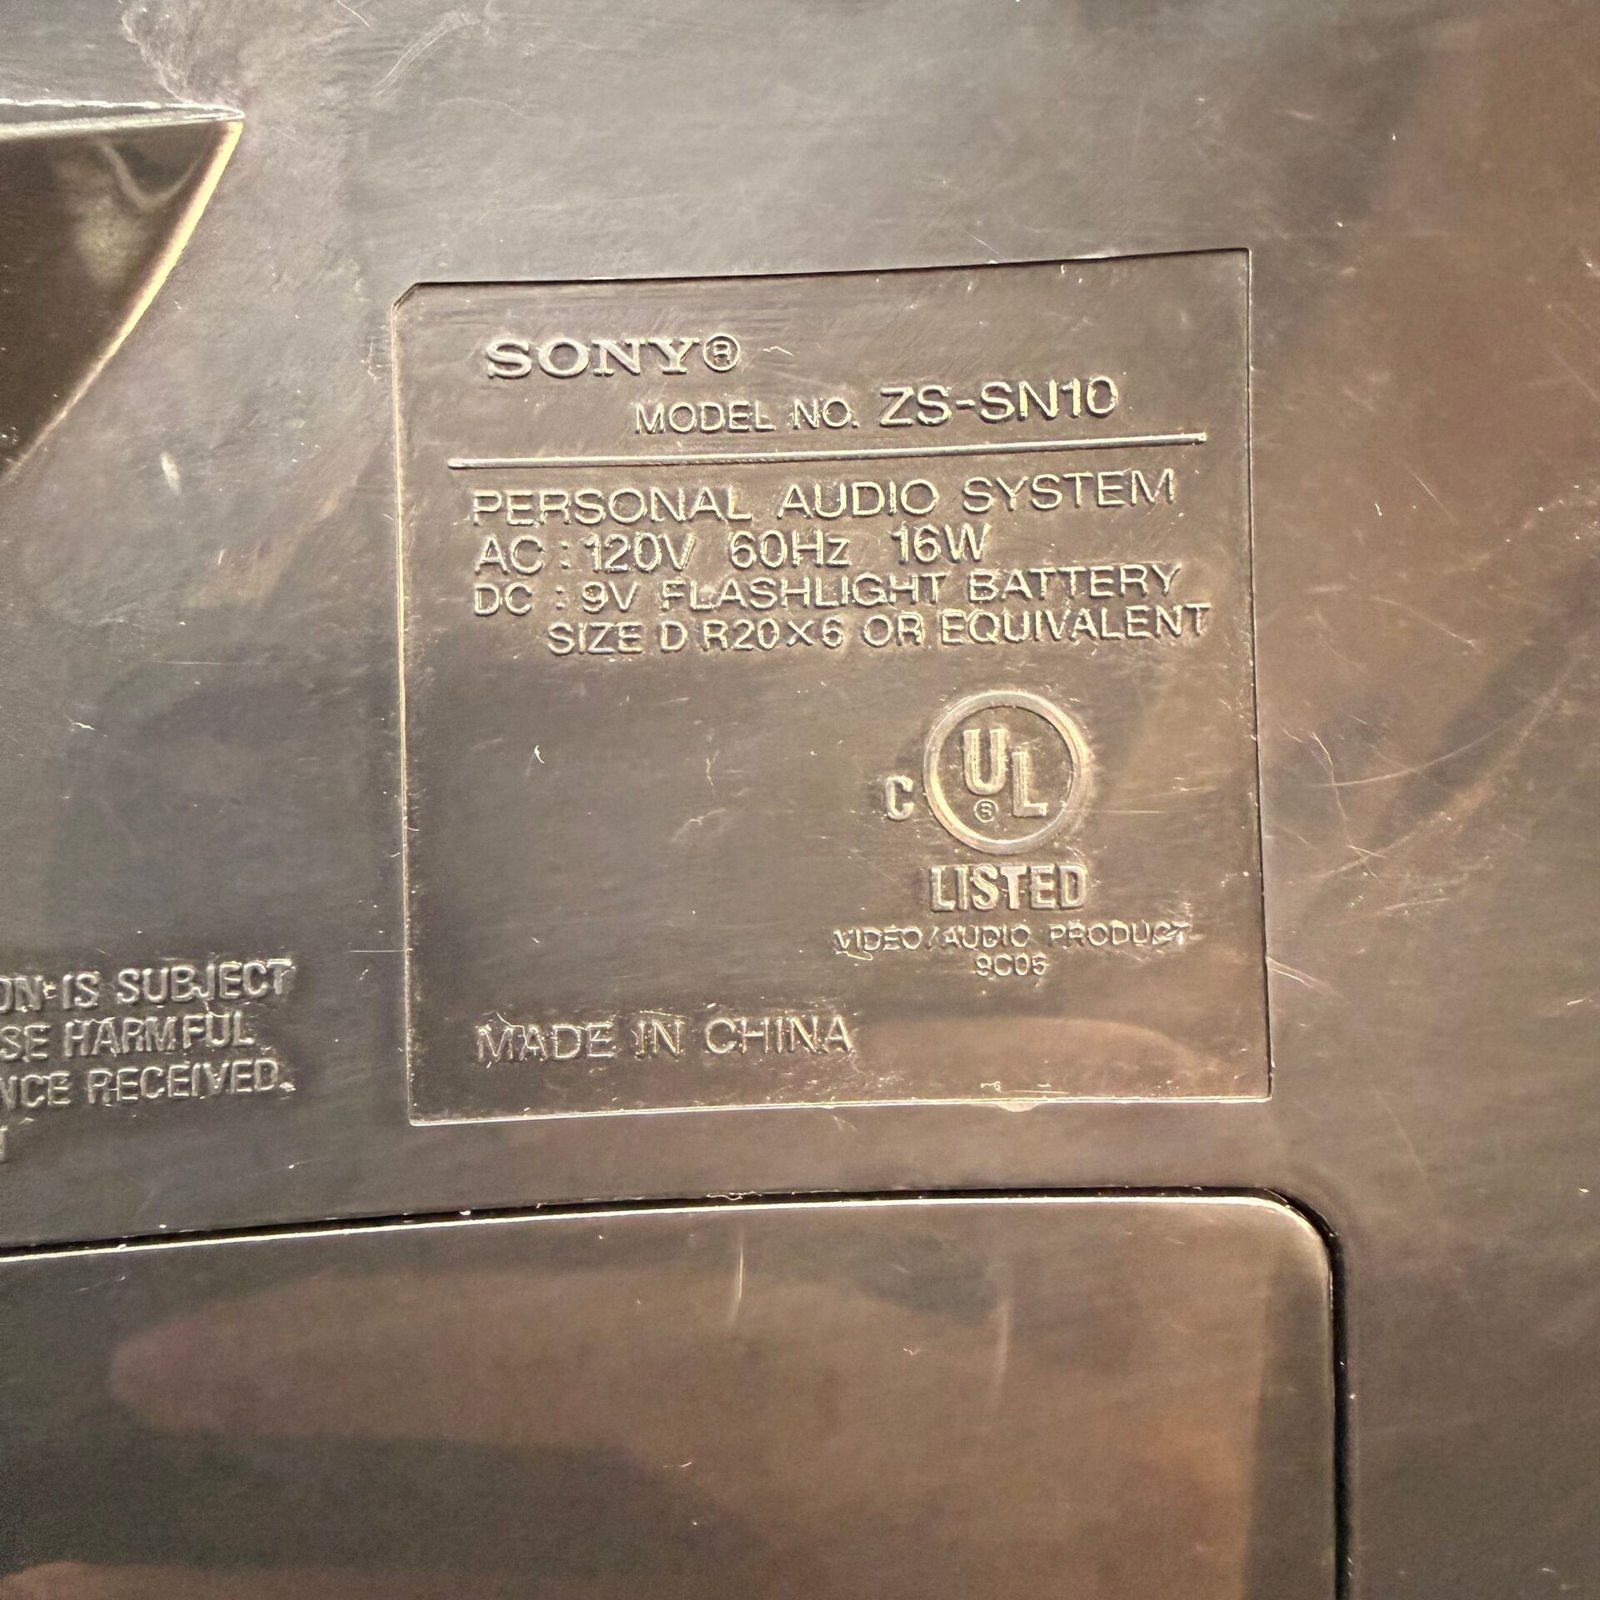 SONY®
MODEL NO. ZS-SN10
PERSONAL AUDIO SYSTEM
AC : 120V 60Hz 16W
DC : 9V FLASHLIGHT BATTERY
SIZE D R20×6 OR EQUIVALENT
C UL ®
LISTED
VIDEO/AUDIO PRODUCT
9C05
MADE IN CHINA
ON IS SUBJECT
SE HARMFUL
NCE RECEIVED.